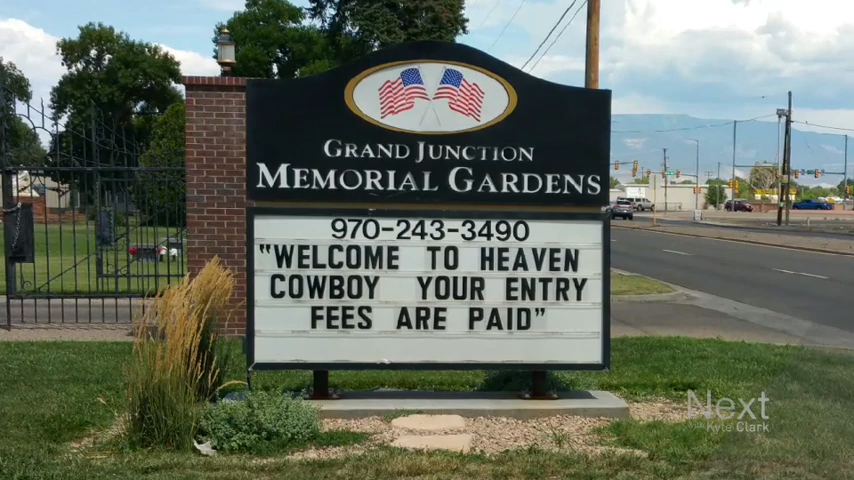 GRAND JUNCTION
MEMORIAL GARDENS
970-243-3490
"WELCOME TO HEAVEN
COWBOY YOUR ENTRY
FEES ARE PAID"
Next
with Kyle Clark